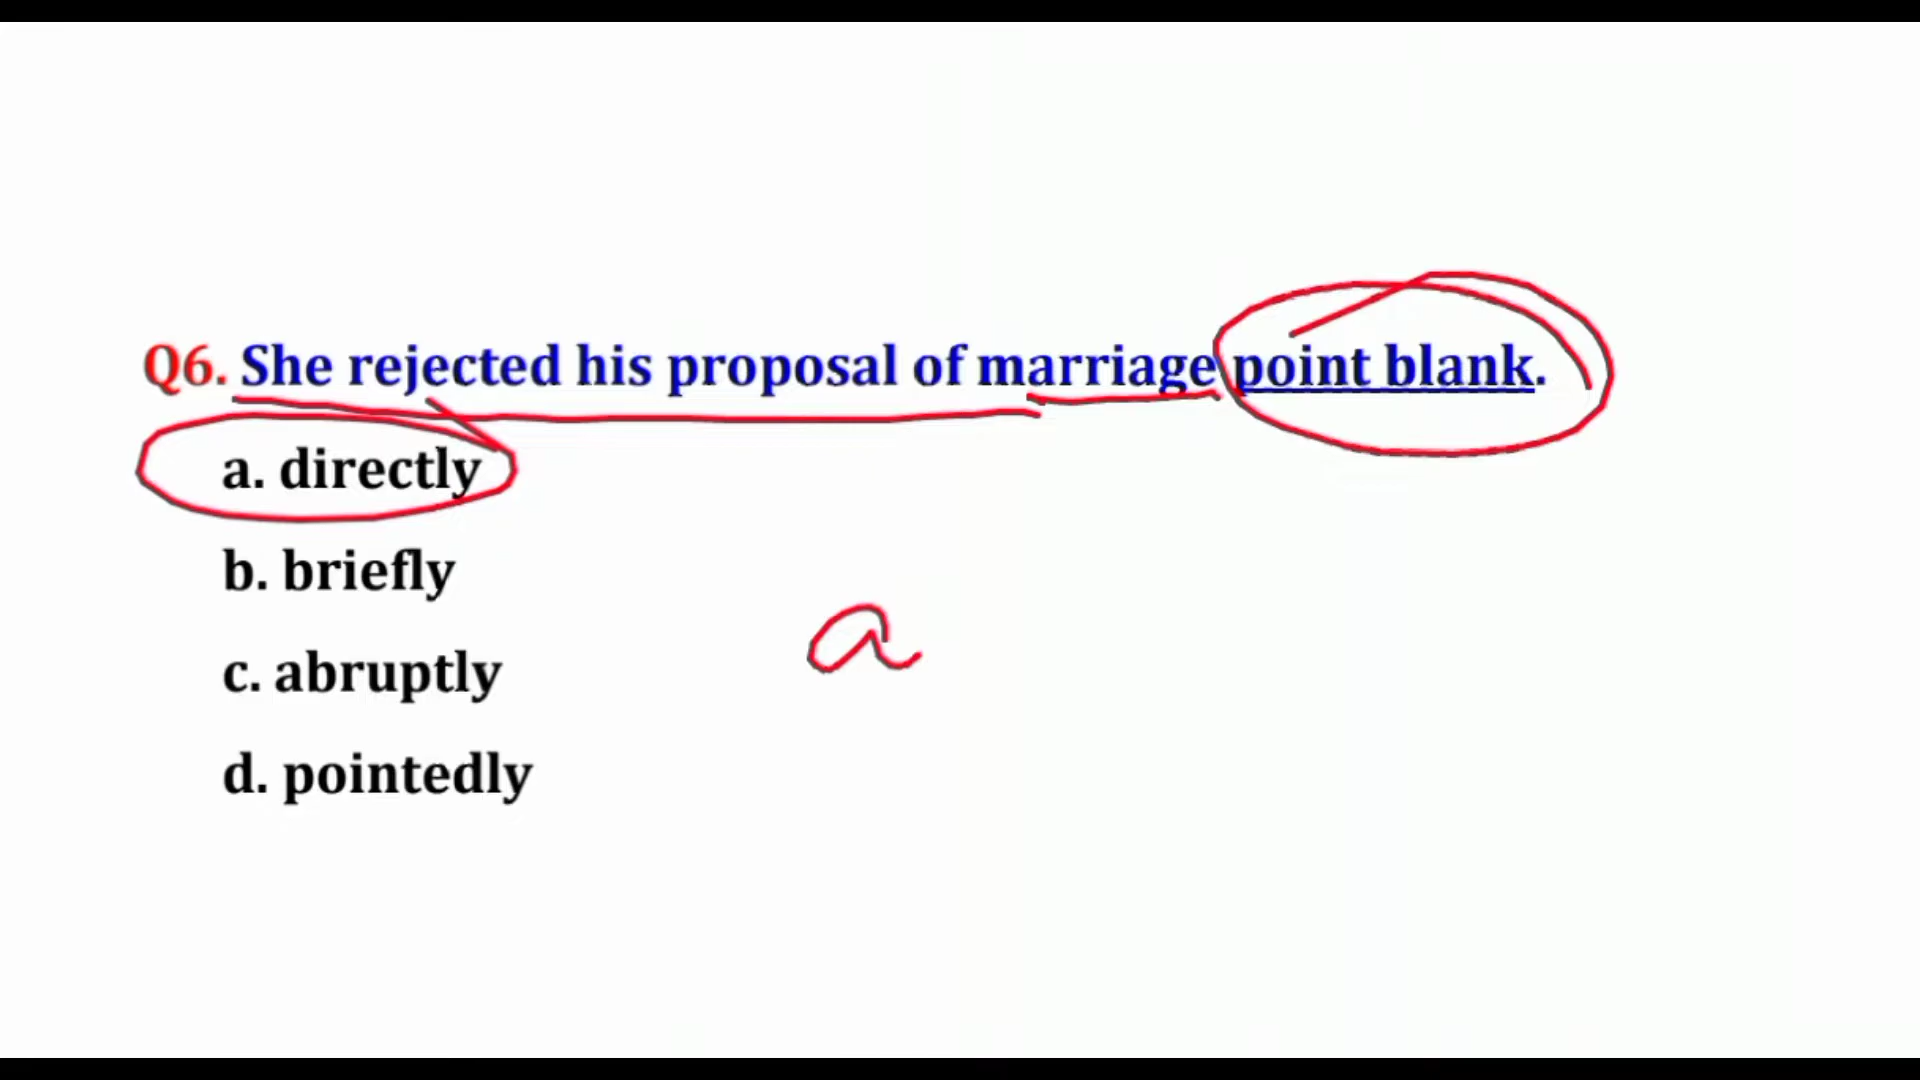 Q6. She rejected his proposal of marriage point blank.
a. directly
b. briefly
a
c. abruptly
d. pointedly